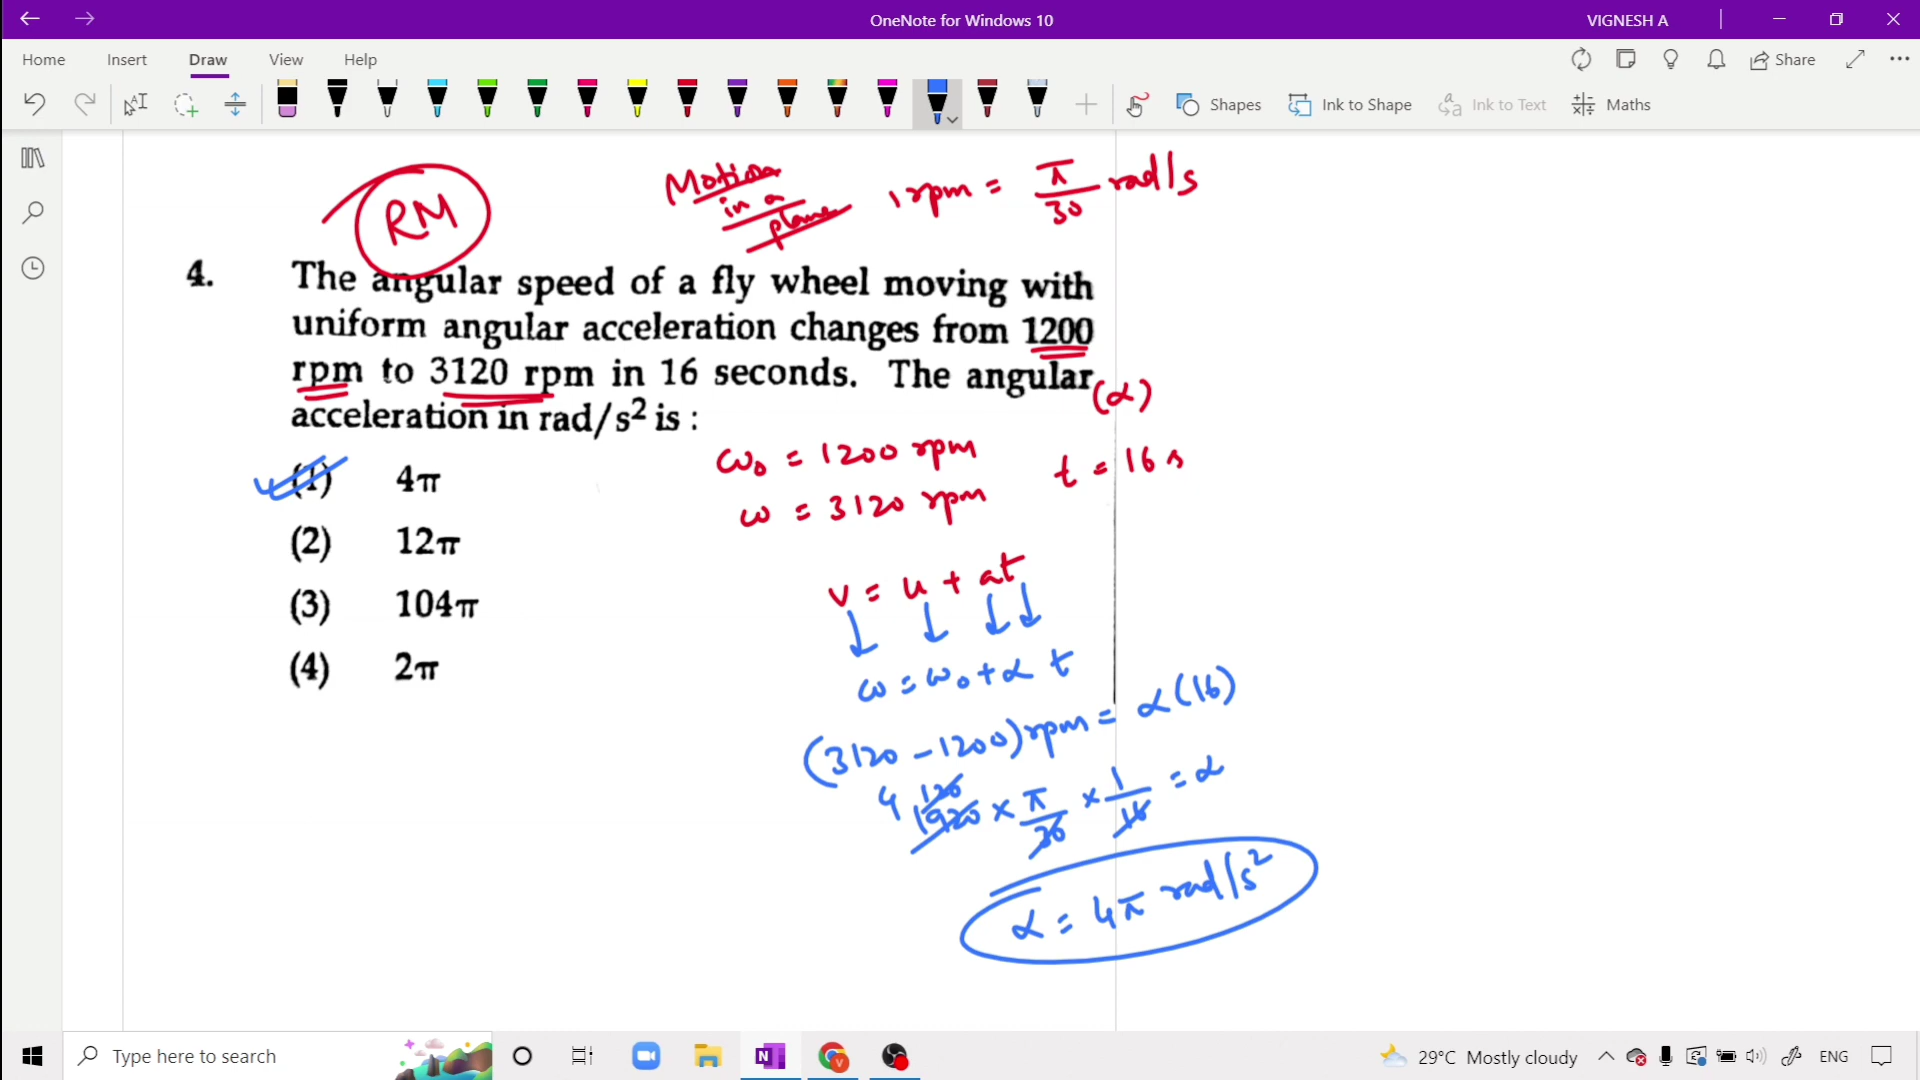 OneNote for Windows 10
VIGNESH A
Home Insert Draw View Help
Share
Shapes Ink to Shape Ink to Text Maths
RM
Motion in a plane
1 rpm = π/30 rad/s
4. The angular speed of a fly wheel moving with
uniform angular acceleration changes from 1200
rpm to 3120 rpm in 16 seconds. The angular
(α)
acceleration in rad/s² is :
ω₀ = 1200 rpm
t = 16 s
(1) 4π
ω = 3120 rpm
(2) 12π
v = u + at
(3) 104π
(4) 2π
ω = ω₀ + α t
(3120 - 1200) rpm = α (16)
4 120
1920 × π/30 × 1/16 = α
α = 4π rad/s²
Type here to search
29°C Mostly cloudy
ENG